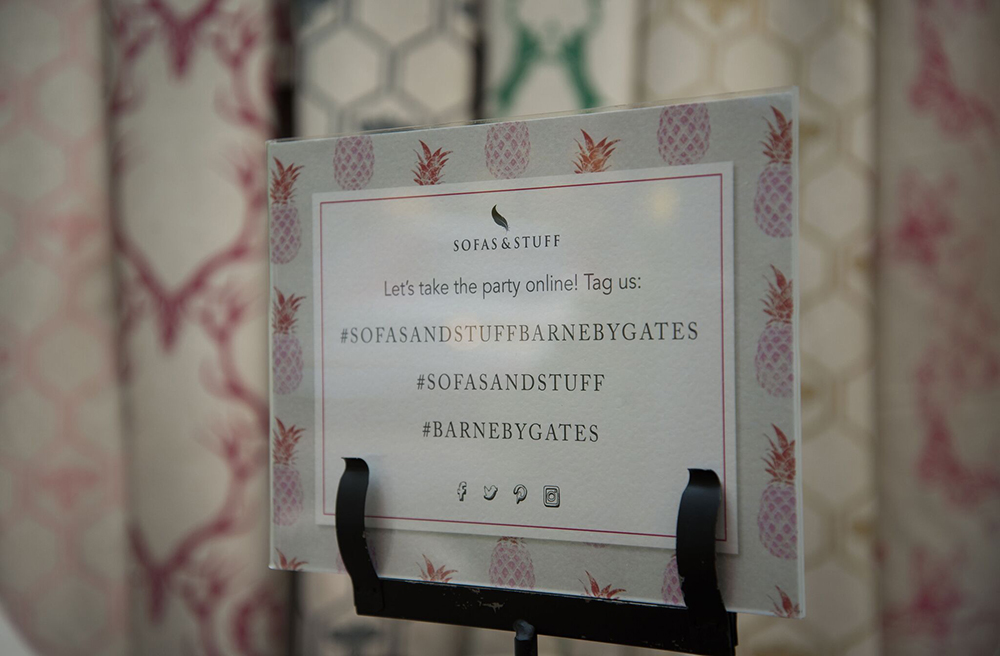 SOFAS & STUFF
Let's take the party online! Tag us:
#SOFASANDSTUFFBARNEBYGATES
#SOFASANDSTUFF
#BARNEBYGATES